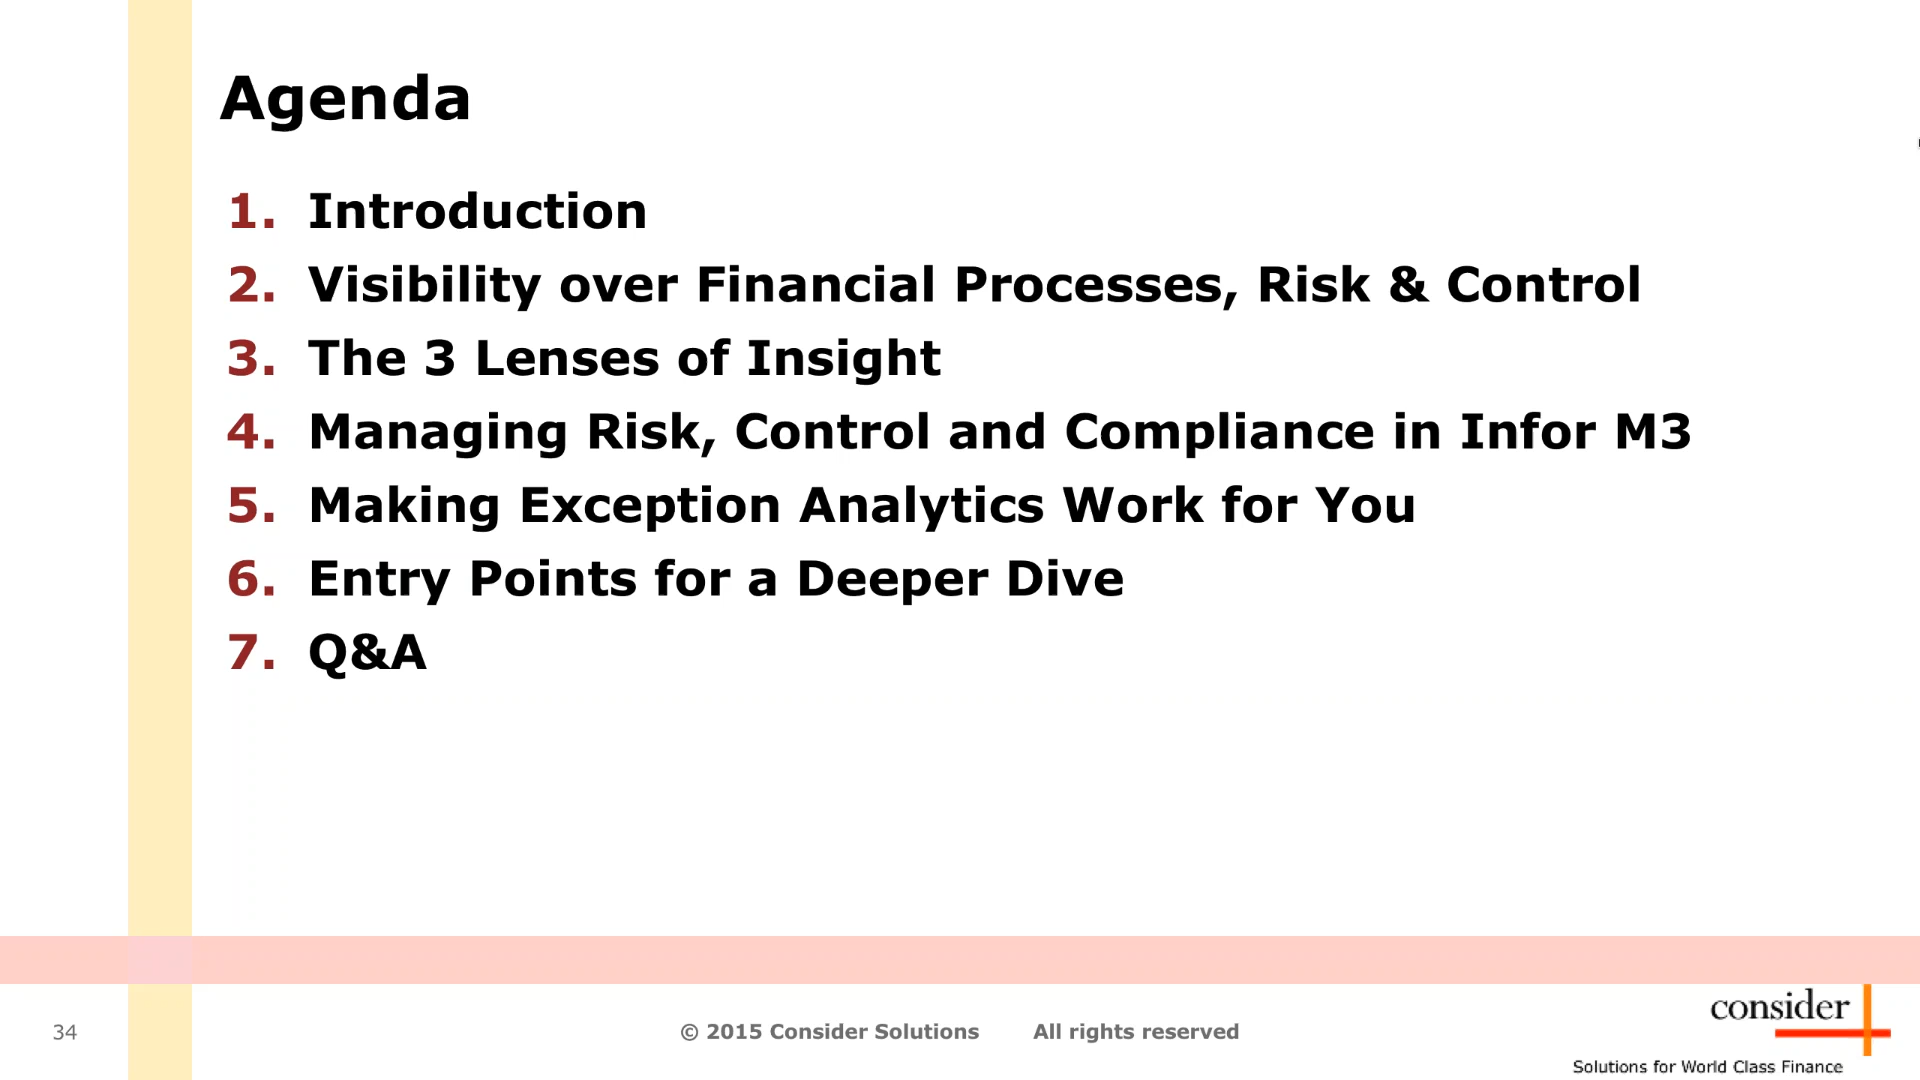 Agenda
1. Introduction
2. Visibility over Financial Processes, Risk & Control
3. The 3 Lenses of Insight
4. Managing Risk, Control and Compliance in Infor M3
5. Making Exception Analytics Work for You
6. Entry Points for a Deeper Dive
7. Q&A
34
© 2015 Consider Solutions All rights reserved
consider
Solutions for World Class Finance